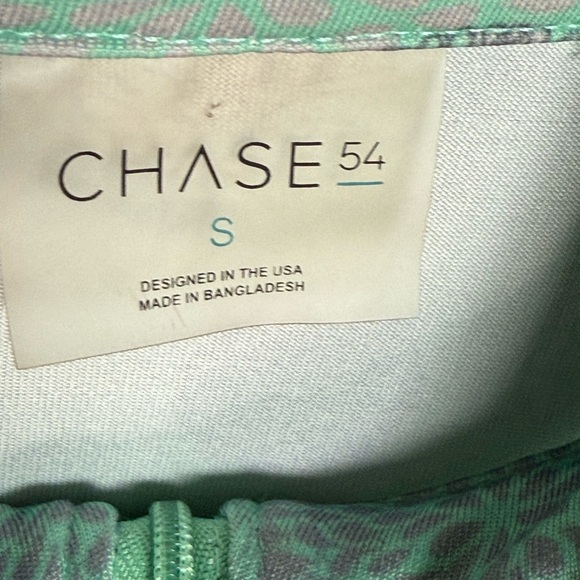 CHASE 54
S
DESIGNED IN THE USA
MADE IN BANGLADESH